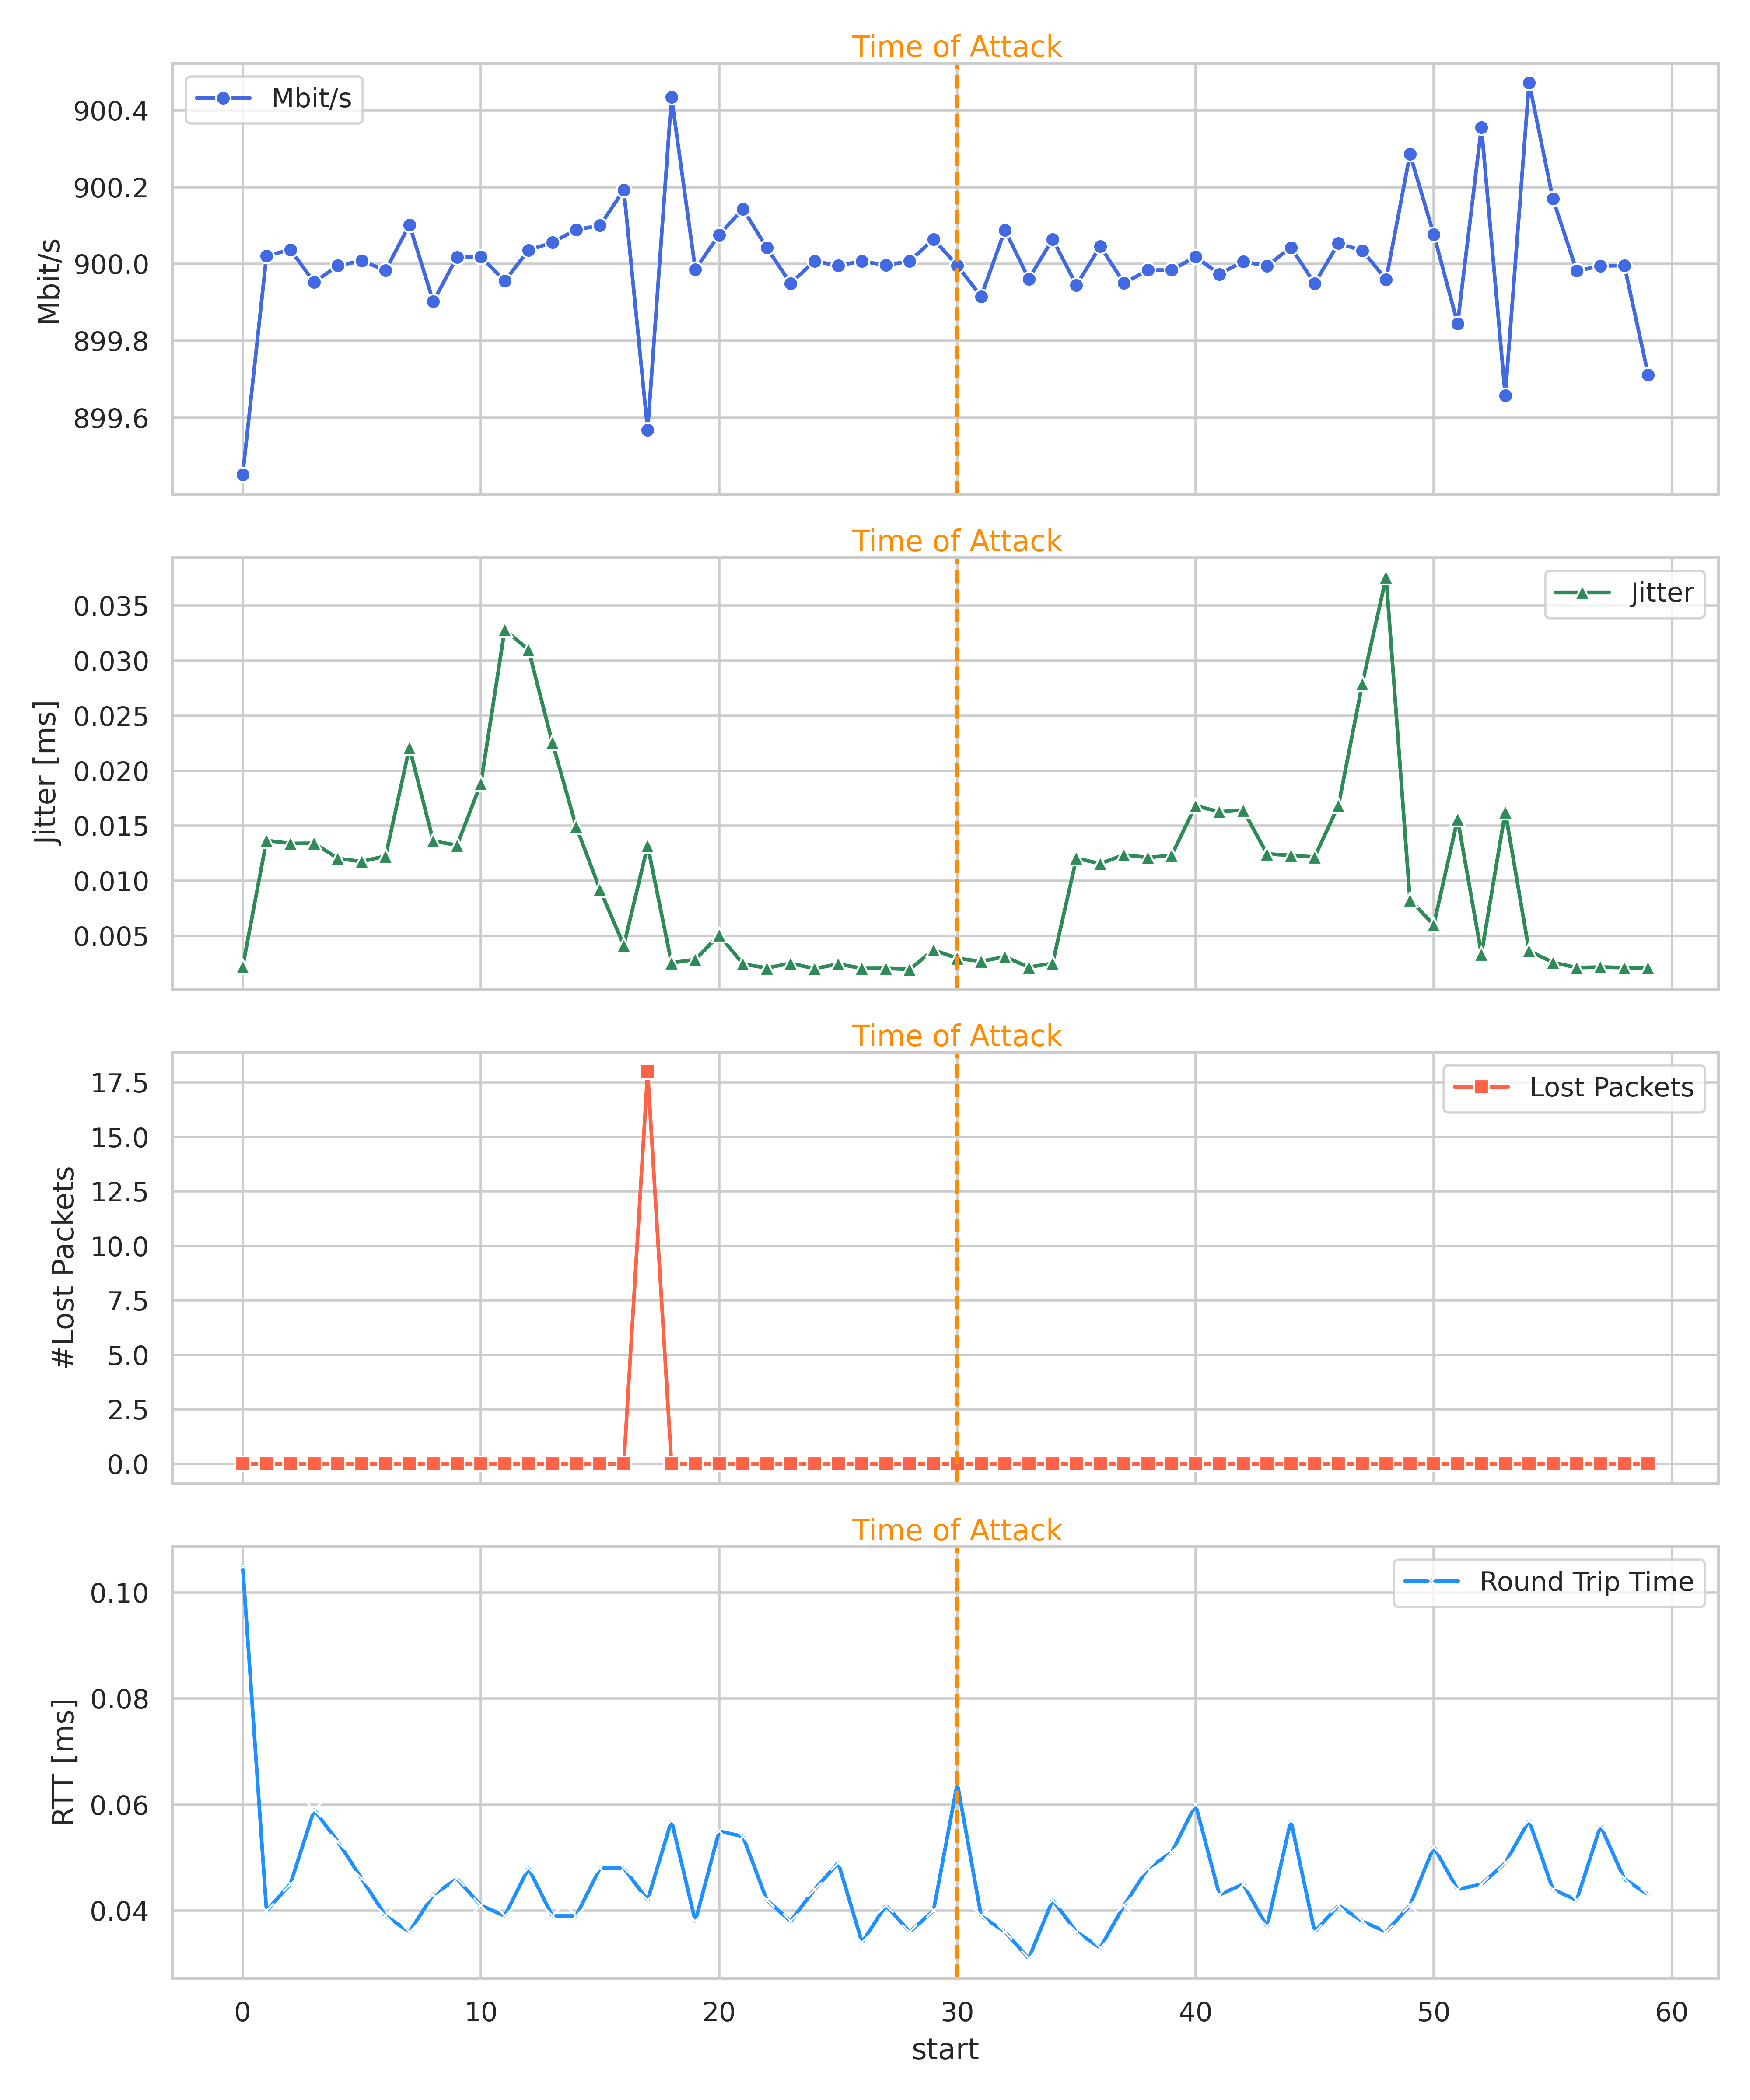 Time of Attack
Mbit/s
900.4
900.2
900.0
899.8
899.6
Mbit/s
Time of Attack
Jitter
0.035
0.030
0.025
0.020
0.015
0.010
0.005
Jitter [ms]
Time of Attack
Lost Packets
17.5
15.0
12.5
10.0
7.5
5.0
2.5
0.0
#Lost Packets
Time of Attack
Round Trip Time
0.10
0.08
0.06
0.04
RTT [ms]
0 10 20 30 40 50 60
start